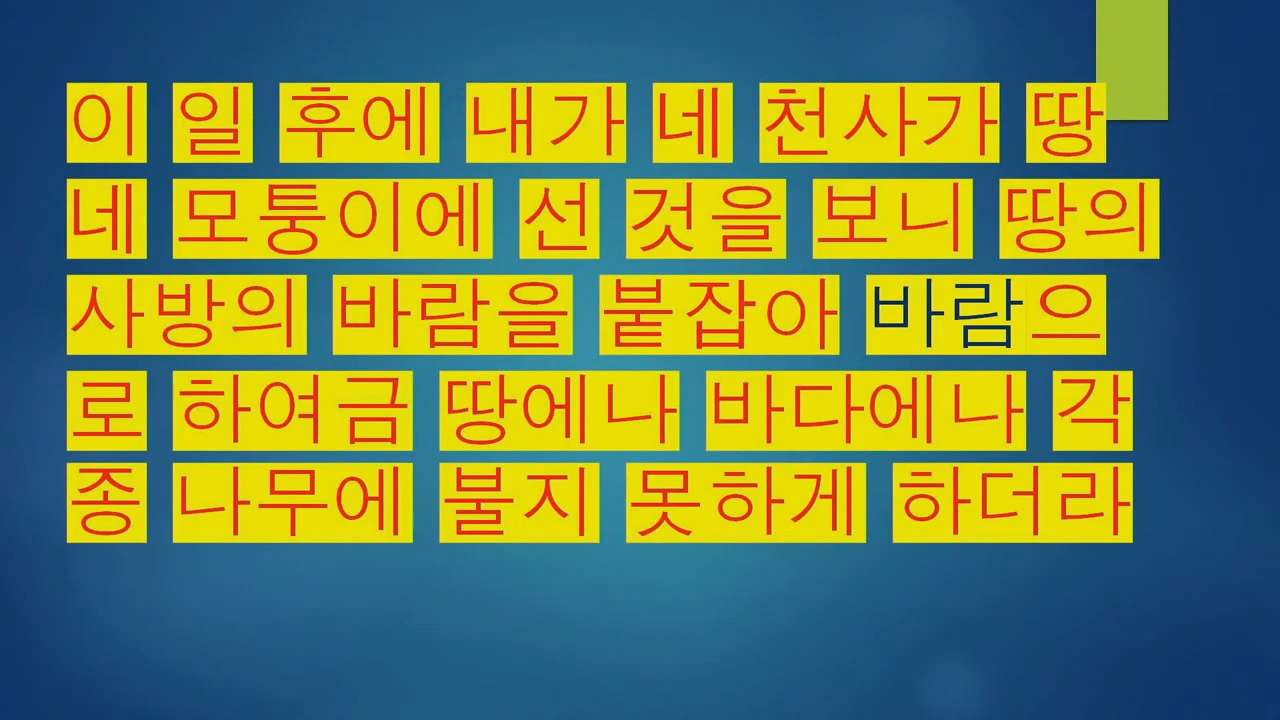 이 일 후에 내가 네 천사가 땅
네 모퉁이에 선 것을 보니 땅의
사방의 바람을 붙잡아 바람으
로 하여금 땅에나 바다에나 각
종 나무에 불지 못하게 하더라